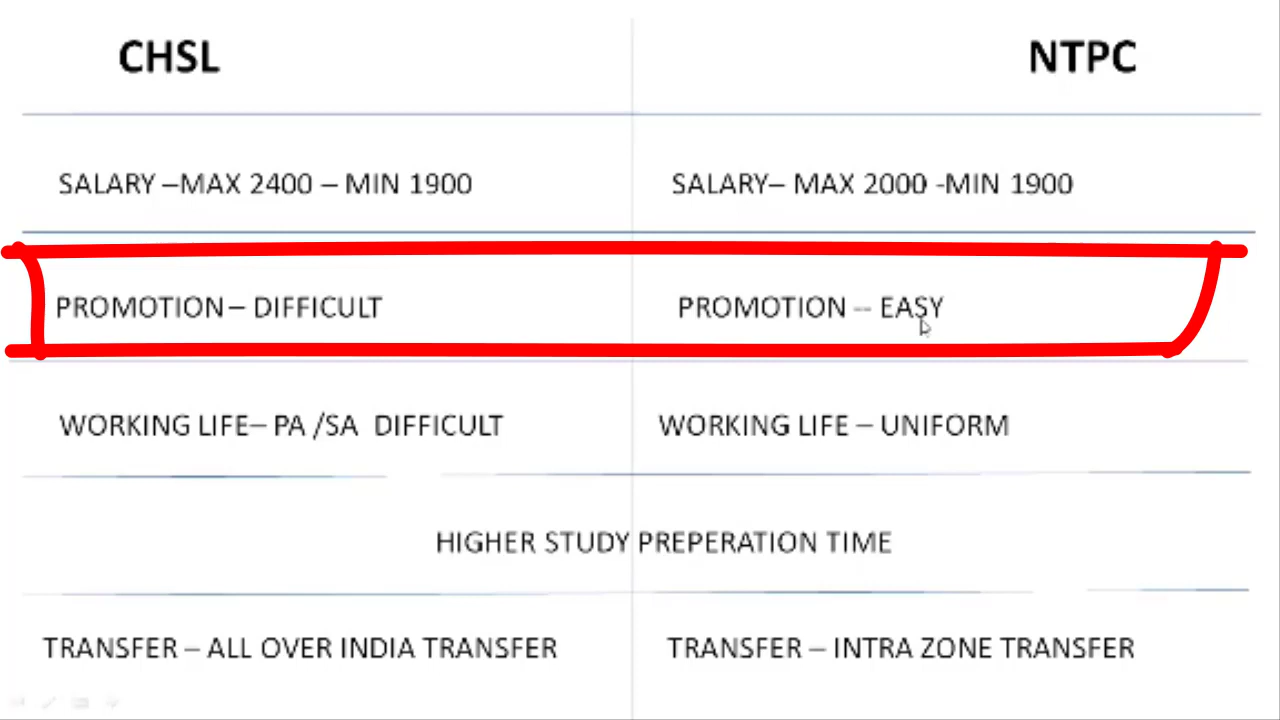 CHSL NTPC
SALARY –MAX 2400 – MIN 1900 SALARY– MAX 2000 -MIN 1900
PROMOTION – DIFFICULT PROMOTION -- EASY
WORKING LIFE– PA /SA DIFFICULT WORKING LIFE – UNIFORM
HIGHER STUDY PREPERATION TIME
TRANSFER – ALL OVER INDIA TRANSFER TRANSFER – INTRA ZONE TRANSFER